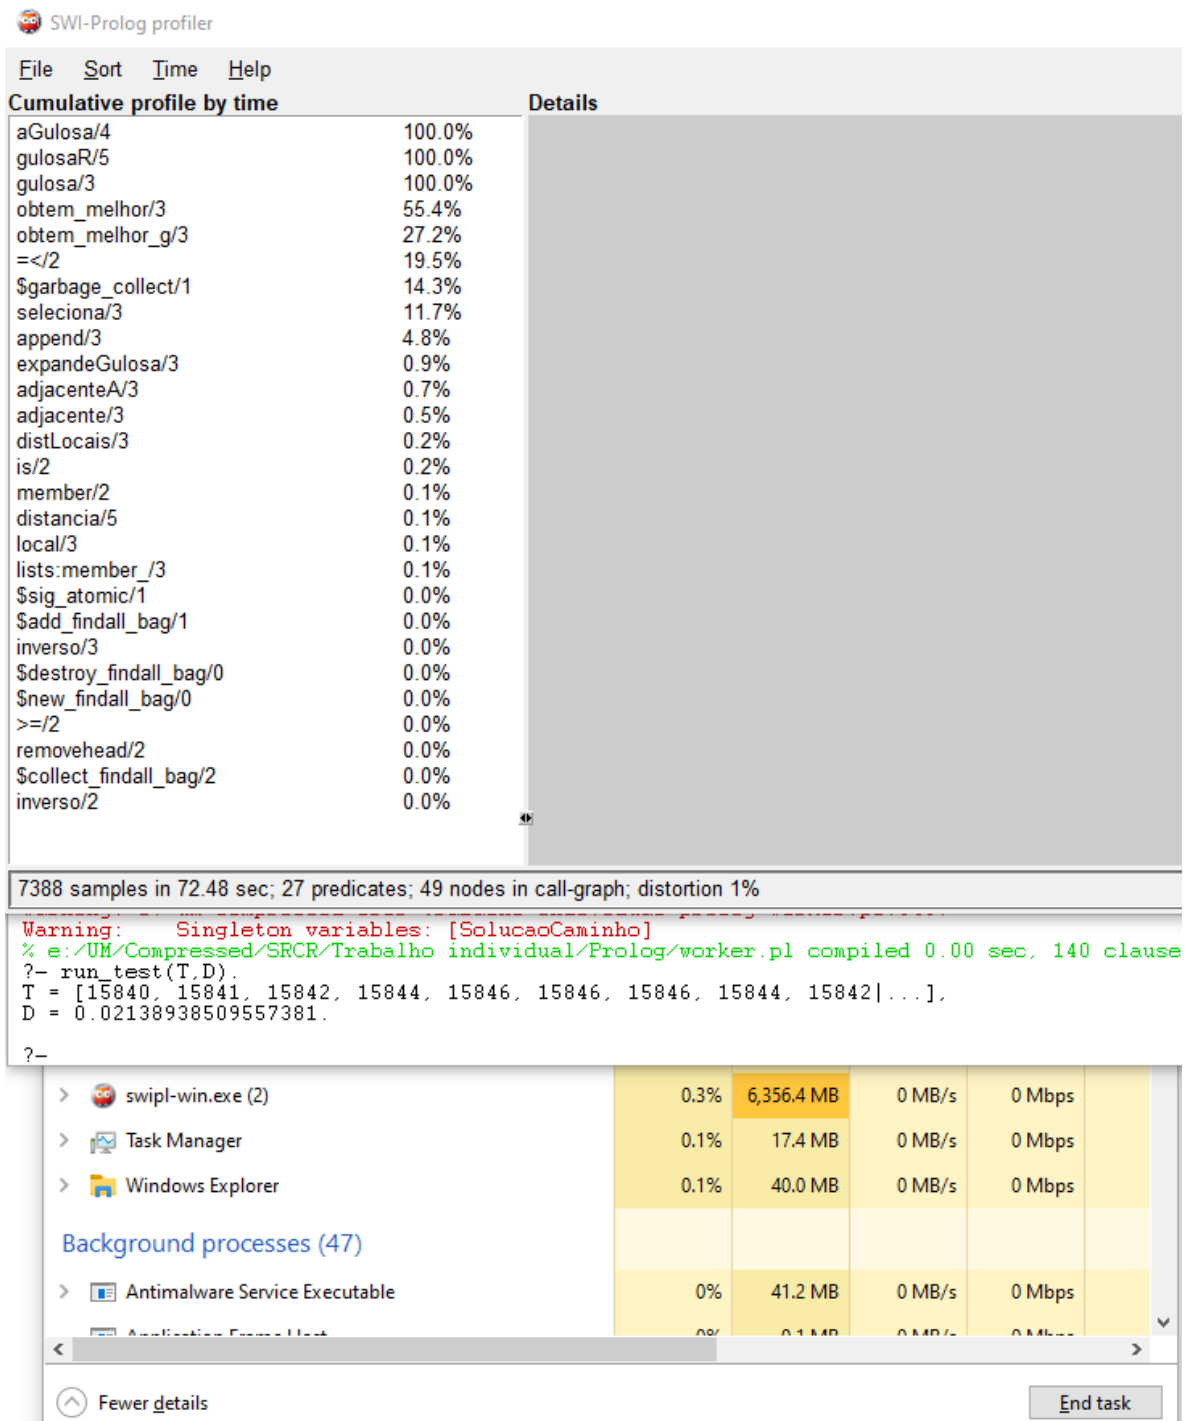 SWI-Prolog profiler
File Sort Time Help
Cumulative profile by time Details
aGulosa/4 100.0%
gulosaR/5 100.0%
gulosa/3 100.0%
obtem_melhor/3 55.4%
obtem_melhor_g/3 27.2%
=</2 19.5%
$garbage_collect/1 14.3%
seleciona/3 11.7%
append/3 4.8%
expandeGulosa/3 0.9%
adjacenteA/3 0.7%
adjacente/3 0.5%
distLocais/3 0.2%
is/2 0.2%
member/2 0.1%
distancia/5 0.1%
local/3 0.1%
lists:member_/3 0.1%
$sig_atomic/1 0.0%
$add_findall_bag/1 0.0%
inverso/3 0.0%
$destroy_findall_bag/0 0.0%
$new_findall_bag/0 0.0%
>=/2 0.0%
removehead/2 0.0%
$collect_findall_bag/2 0.0%
inverso/2 0.0%
7388 samples in 72.48 sec; 27 predicates; 49 nodes in call-graph; distortion 1%
Warning: Singleton variables: [SolucaoCaminho]
% e:/UM/Compressed/SRCR/Trabalho individual/Prolog/worker.pl compiled 0.00 sec, 140 clause
?- run_test(T,D).
T = [15840, 15841, 15842, 15844, 15846, 15846, 15846, 15844, 15842|...],
D = 0.02138938509557381.
?-
swipl-win.exe (2) 0.3% 6,356.4 MB 0 MB/s 0 Mbps
Task Manager 0.1% 17.4 MB 0 MB/s 0 Mbps
Windows Explorer 0.1% 40.0 MB 0 MB/s 0 Mbps
Background processes (47)
Antimalware Service Executable 0% 41.2 MB 0 MB/s 0 Mbps
Fewer details End task